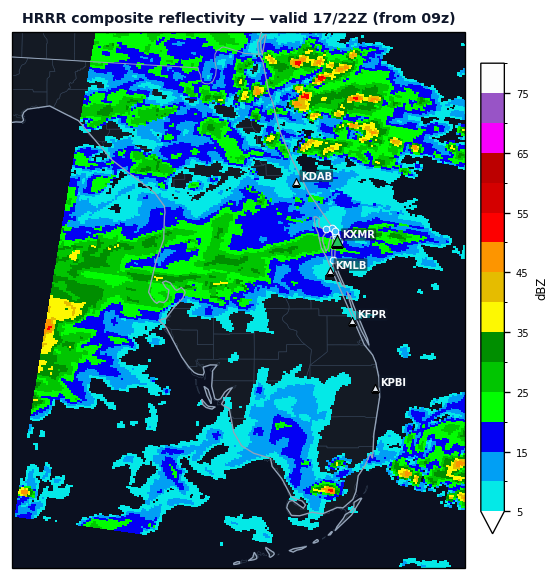 HRRR composite reflectivity — valid 17/22Z (from 09z)
KDAB
KXMR
KMLB
KFPR
KPBI
75
65
55
45
35
25
15
5
dBZ